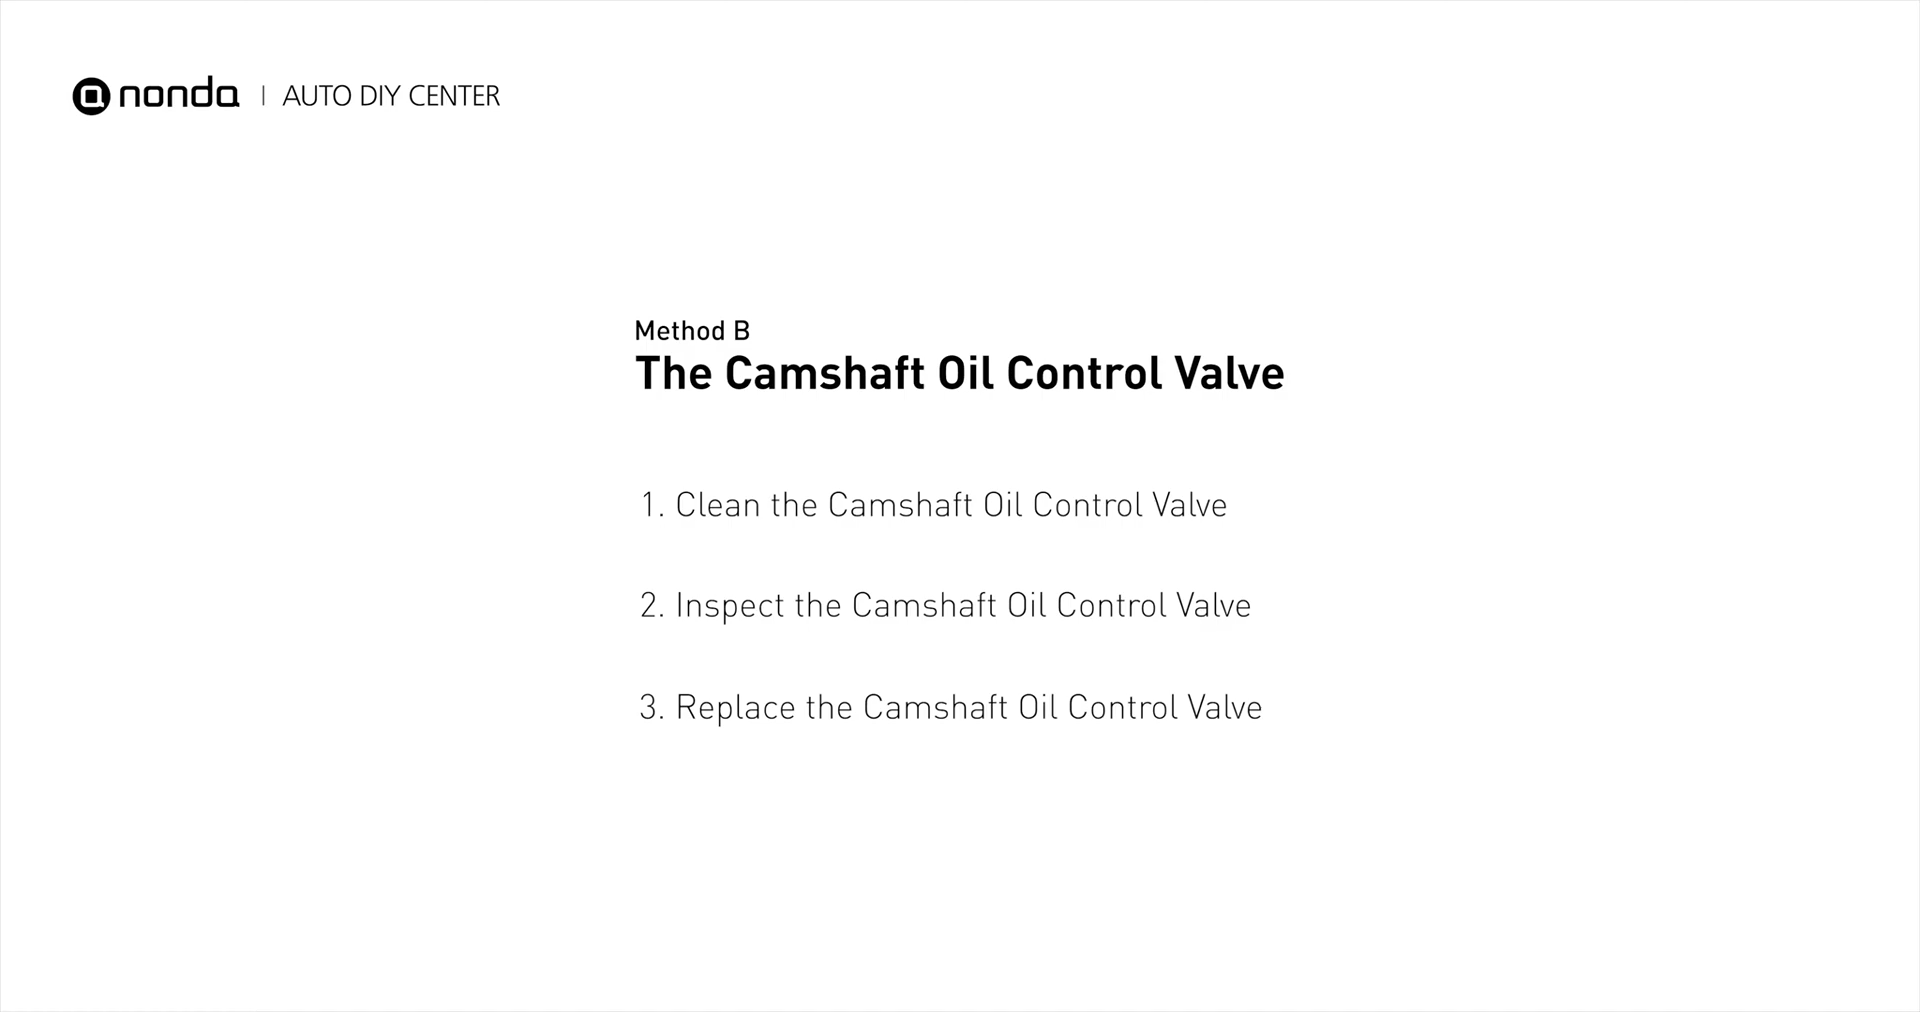 nonda | AUTO DIY CENTER
Method B
The Camshaft Oil Control Valve
1. Clean the Camshaft Oil Control Valve
2. Inspect the Camshaft Oil Control Valve
3. Replace the Camshaft Oil Control Valve